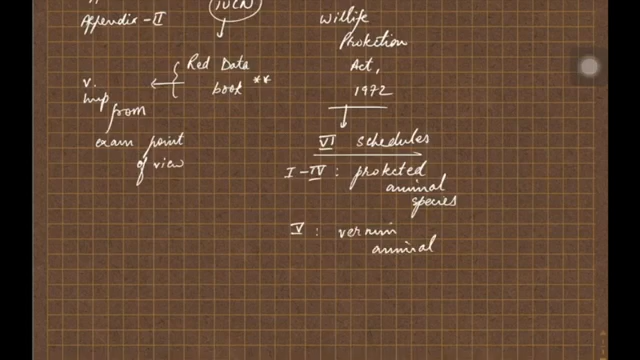 IUCN
Appendix - II
Red Data
book **
v.
Imp
from
exam point
of view
Willife
Protection
Act,
1972
VI schedules
I - IV : protected
animal
species
V : vermin
animal